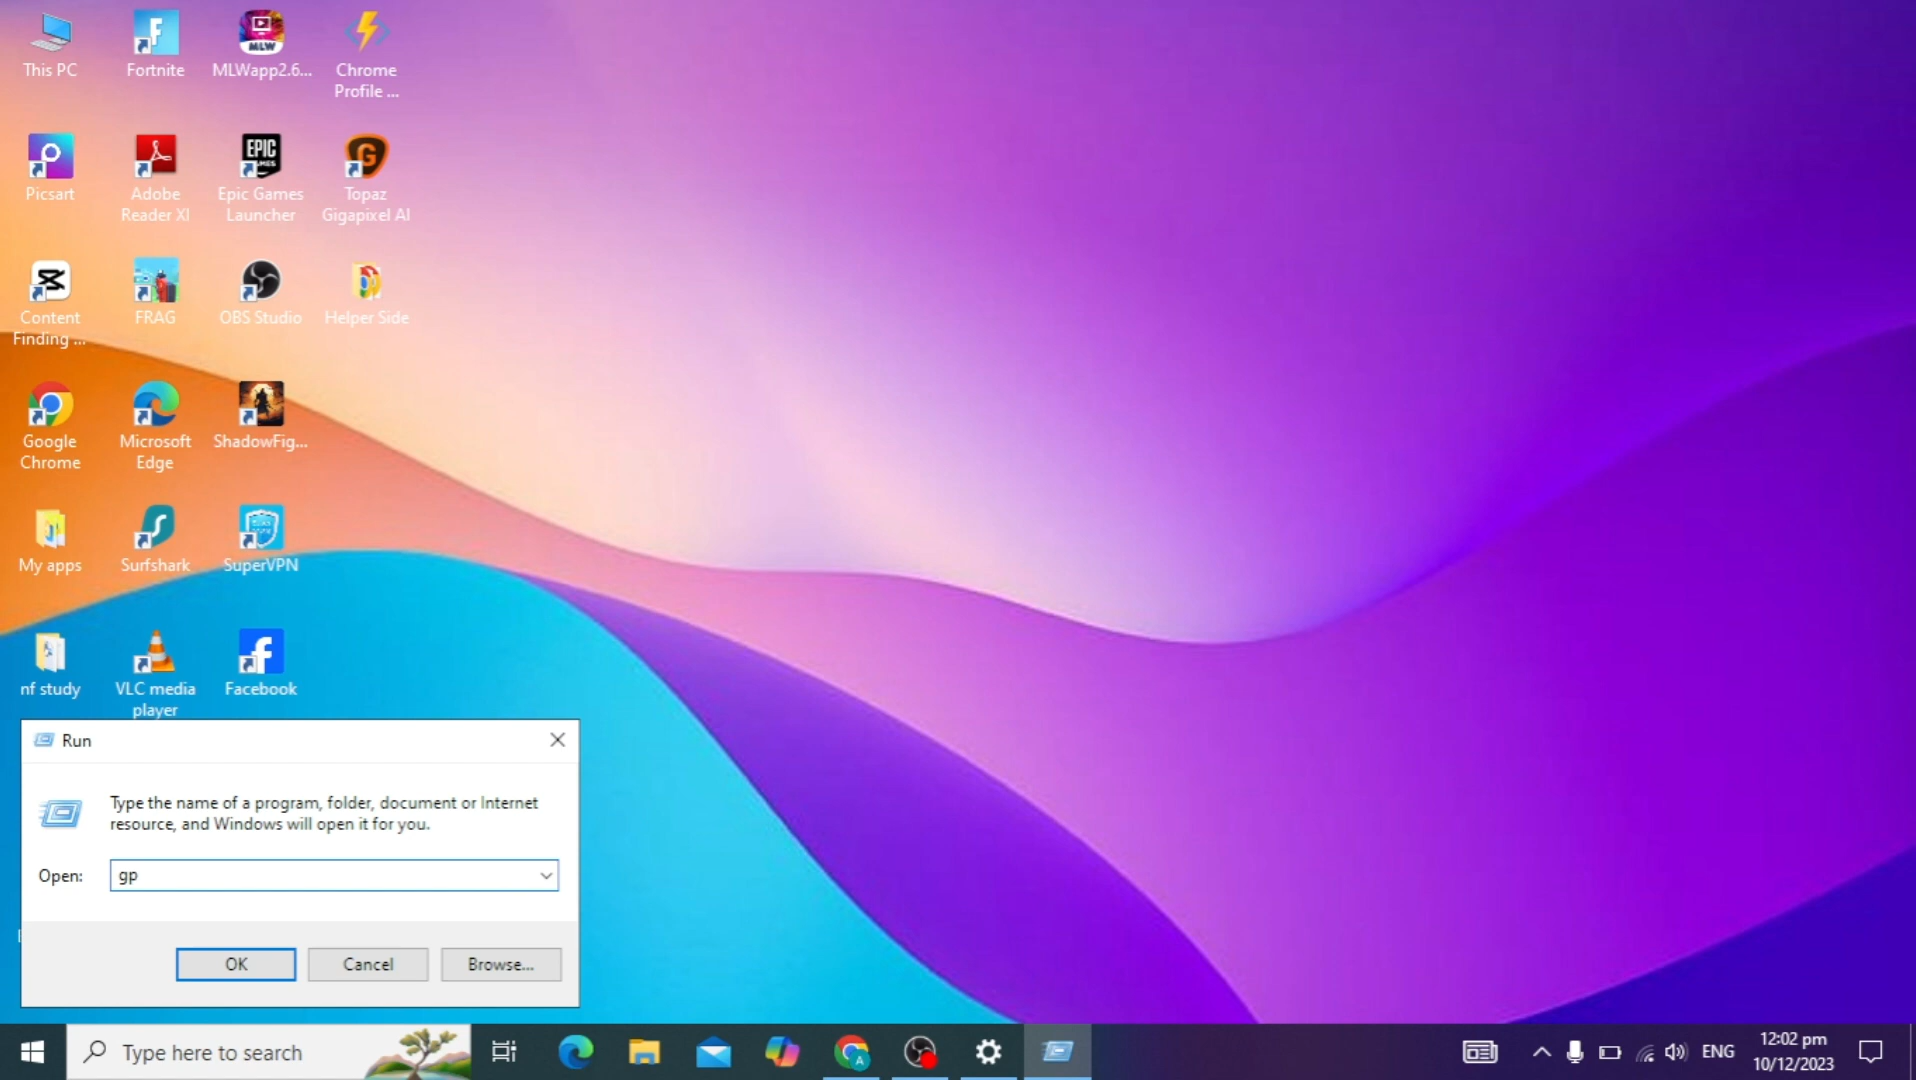 This PC
Fortnite
MLW
MLWapp2.6...
Chrome
Profile ...
Picsart
Adobe
Reader XI
EPIC
GAMES
Epic Games
Launcher
Topaz
Gigapixel AI
Content
Finding ...
FRAG
OBS Studio
Helper Side
Google
Chrome
Microsoft
Edge
ShadowFig...
My apps
Surfshark
SuperVPN
nf study
VLC media
player
Facebook
Run
Type the name of a program, folder, document or Internet
resource, and Windows will open it for you.
Open:
gp
OK
Cancel
Browse...
Type here to search
A
ENG
12:02 pm
10/12/2023